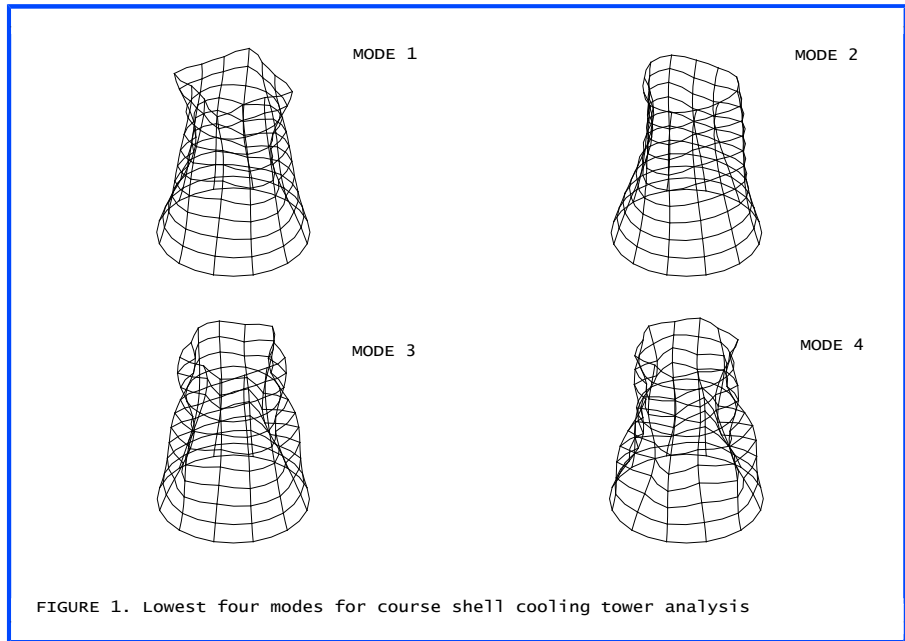 MODE 1
MODE 2
MODE 3
MODE 4
FIGURE 1. Lowest four modes for course shell cooling tower analysis